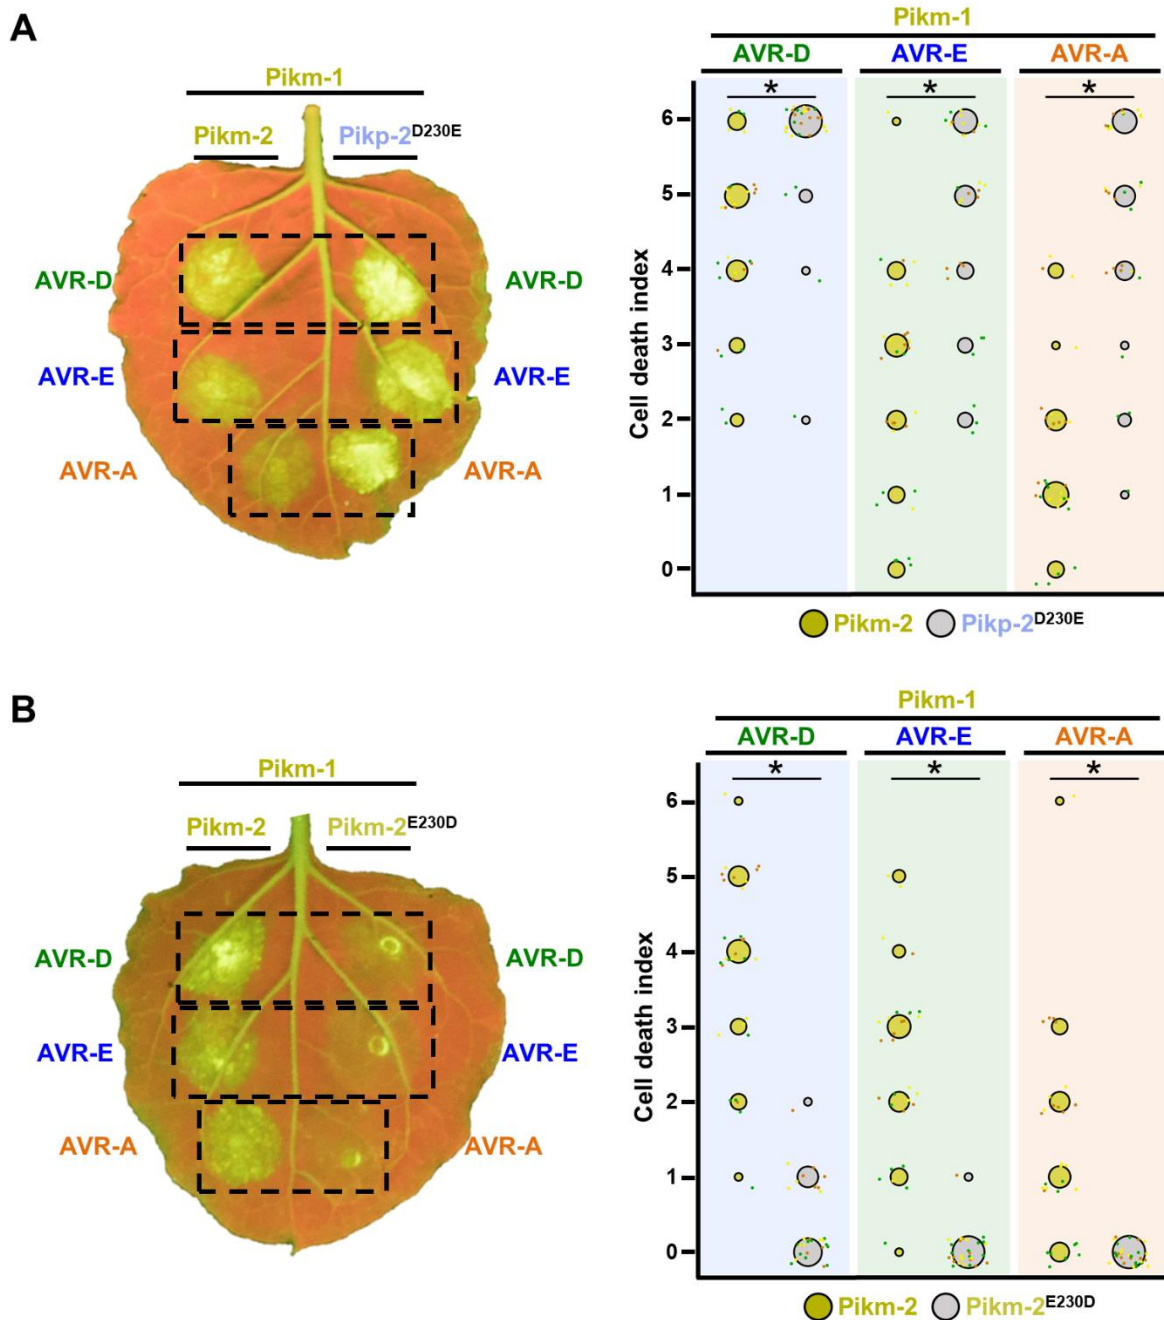 A
Pikm-1
Pikm-2 Pikp-2D230E
AVR-D AVR-D
AVR-E AVR-E
AVR-A AVR-A
Pikm-1
AVR-D AVR-E AVR-A
* * *
Cell death index
6
5
4
3
2
1
0
Pikm-2 Pikp-2D230E
B
Pikm-1
Pikm-2 Pikm-2E230D
AVR-D AVR-D
AVR-E AVR-E
AVR-A AVR-A
Pikm-1
AVR-D AVR-E AVR-A
* * *
Cell death index
6
5
4
3
2
1
0
Pikm-2 Pikm-2E230D